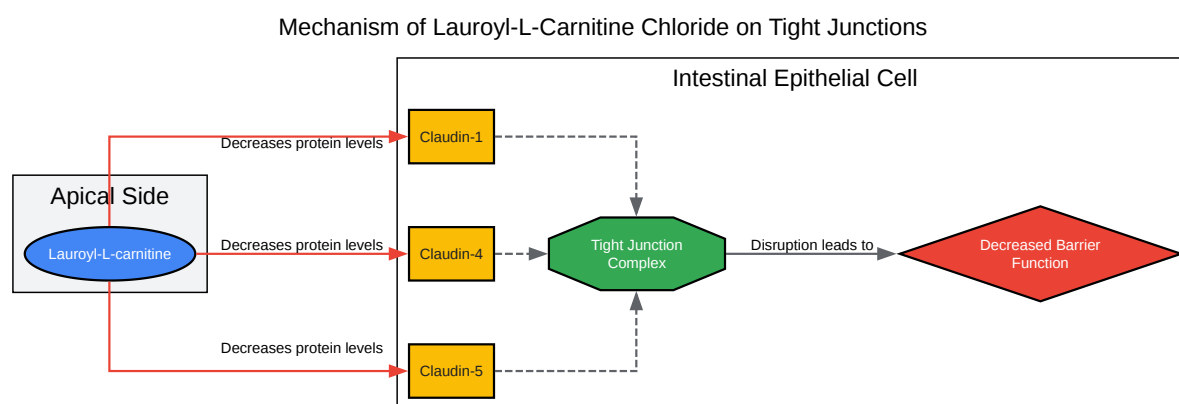 Mechanism of Lauroyl-L-Carnitine Chloride on Tight Junctions
Intestinal Epithelial Cell
Claudin-1
Decreases protein levels
Apical Side
Lauroyl-L-carnitine
Decreases protein levels
Claudin-4
Tight Junction
Complex
Disruption leads to
Decreased Barrier
Function
Decreases protein levels
Claudin-5